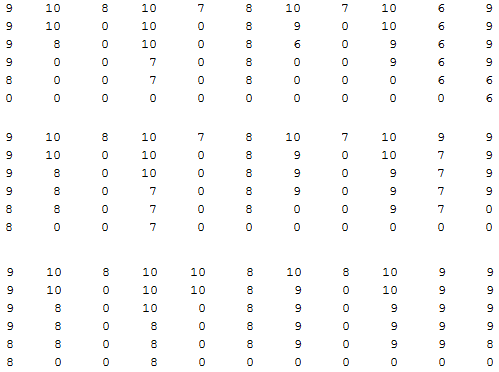 9 10 8 10 7 8 10 7 10 6 9
9 10 0 10 0 8 9 0 10 6 9
9 8 0 10 0 8 6 0 9 6 9
9 0 0 7 0 8 0 0 9 6 9
8 0 0 7 0 8 0 0 0 6 6
0 0 0 0 0 0 0 0 0 0 6
9 10 8 10 7 8 10 7 10 9 9
9 10 0 10 0 8 9 0 10 7 9
9 8 0 10 0 8 9 0 9 7 9
9 8 0 7 0 8 9 0 9 7 9
8 8 0 7 0 8 0 0 9 7 0
8 0 0 7 0 0 0 0 0 0 0
9 10 8 10 10 8 10 8 10 9 9
9 10 0 10 10 8 9 0 10 9 9
9 8 0 10 0 8 9 0 9 9 9
9 8 0 8 0 8 9 0 9 9 9
8 8 0 8 0 8 9 0 9 9 8
8 0 0 8 0 0 0 0 0 0 0